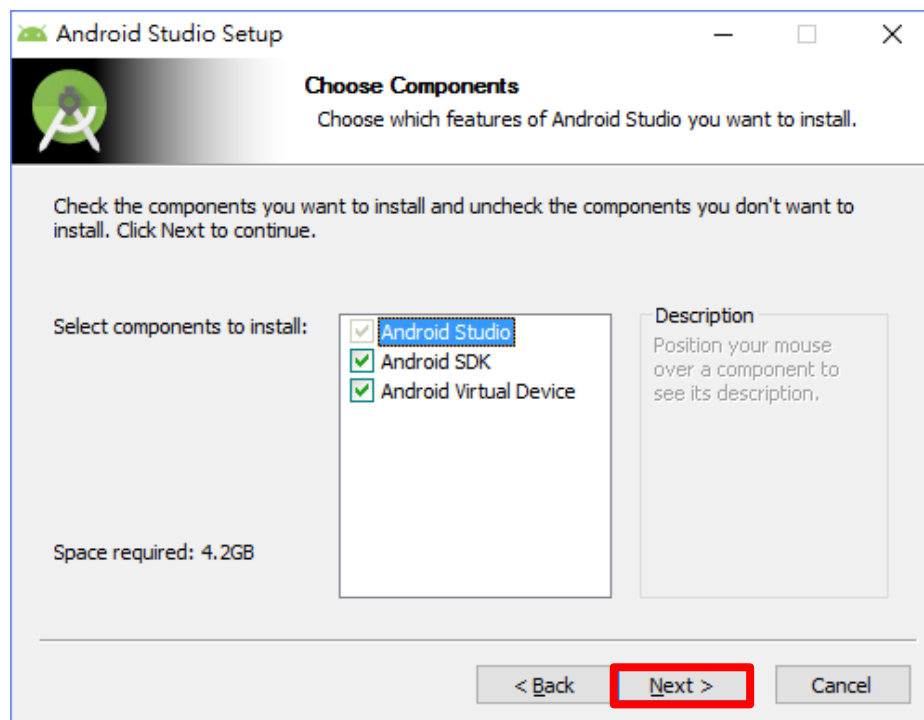 Android Studio Setup
Choose Components
Choose which features of Android Studio you want to install.
Check the components you want to install and uncheck the components you don't want to
install. Click Next to continue.
Select components to install:
Android Studio
Android SDK
Android Virtual Device
Description
Position your mouse
over a component to
see its description.
Space required: 4.2GB
< Back
Next >
Cancel